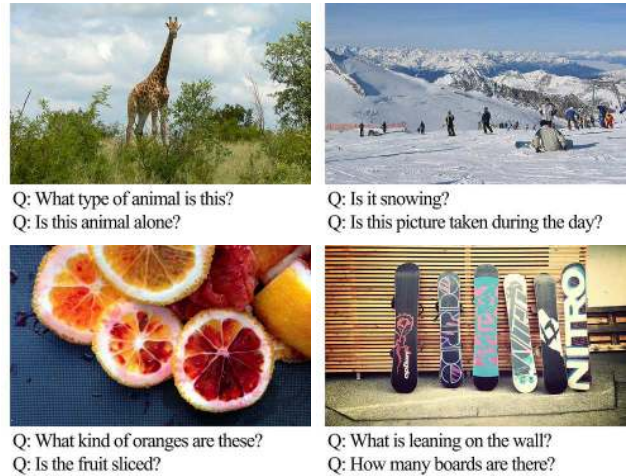 Q: What type of animal is this?
Q: Is this animal alone?
Q: Is it snowing?
Q: Is this picture taken during the day?
NITRO
Q: What kind of oranges are these?
Q: Is the fruit sliced?
Q: What is leaning on the wall?
Q: How many boards are there?